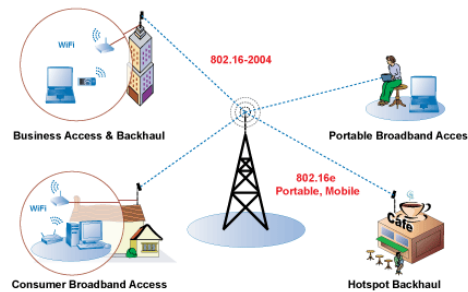 WiFi
802.16-2004
Business Access & Backhaul
Portable Broadband Acces
802.16e
Portable, Mobile
WiFi
Cafe
Consumer Broadband Access
Hotspot Backhaul